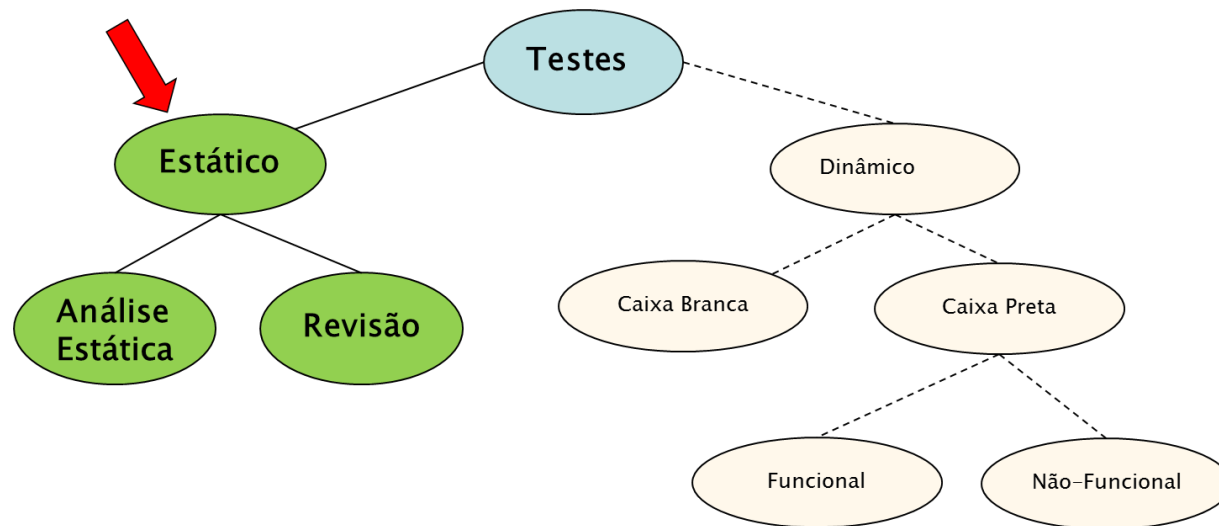 Testes
Estático
Dinâmico
Análise
Estática
Revisão
Caixa Branca
Caixa Preta
Funcional
Não-Funcional